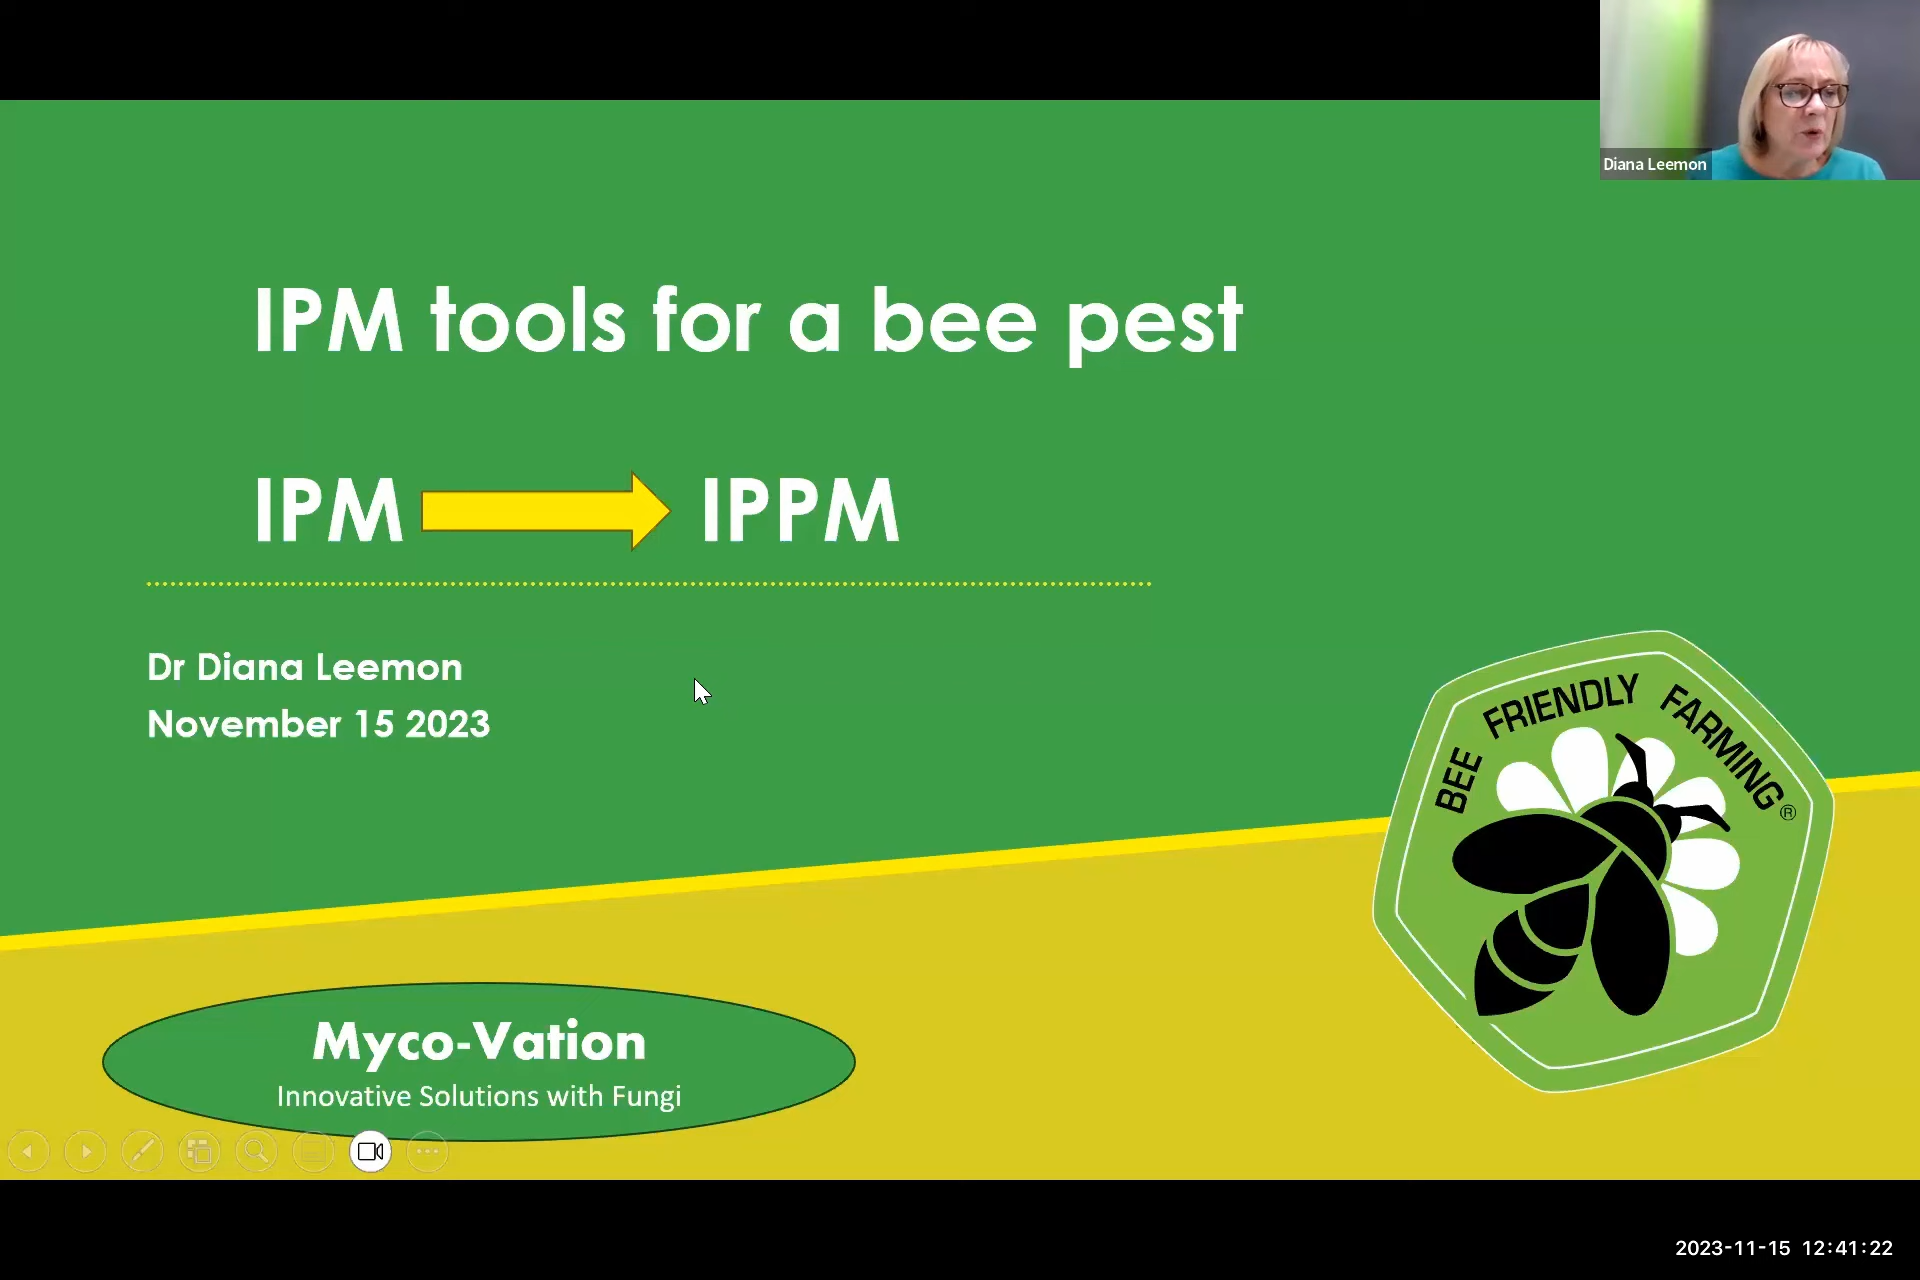 Diana Leemon
IPM tools for a bee pest
IPM IPPM
Dr Diana Leemon
November 15 2023
BEE FRIENDLY FARMING®
Myco-Vation
Innovative Solutions with Fungi
2023-11-15 12:41:22